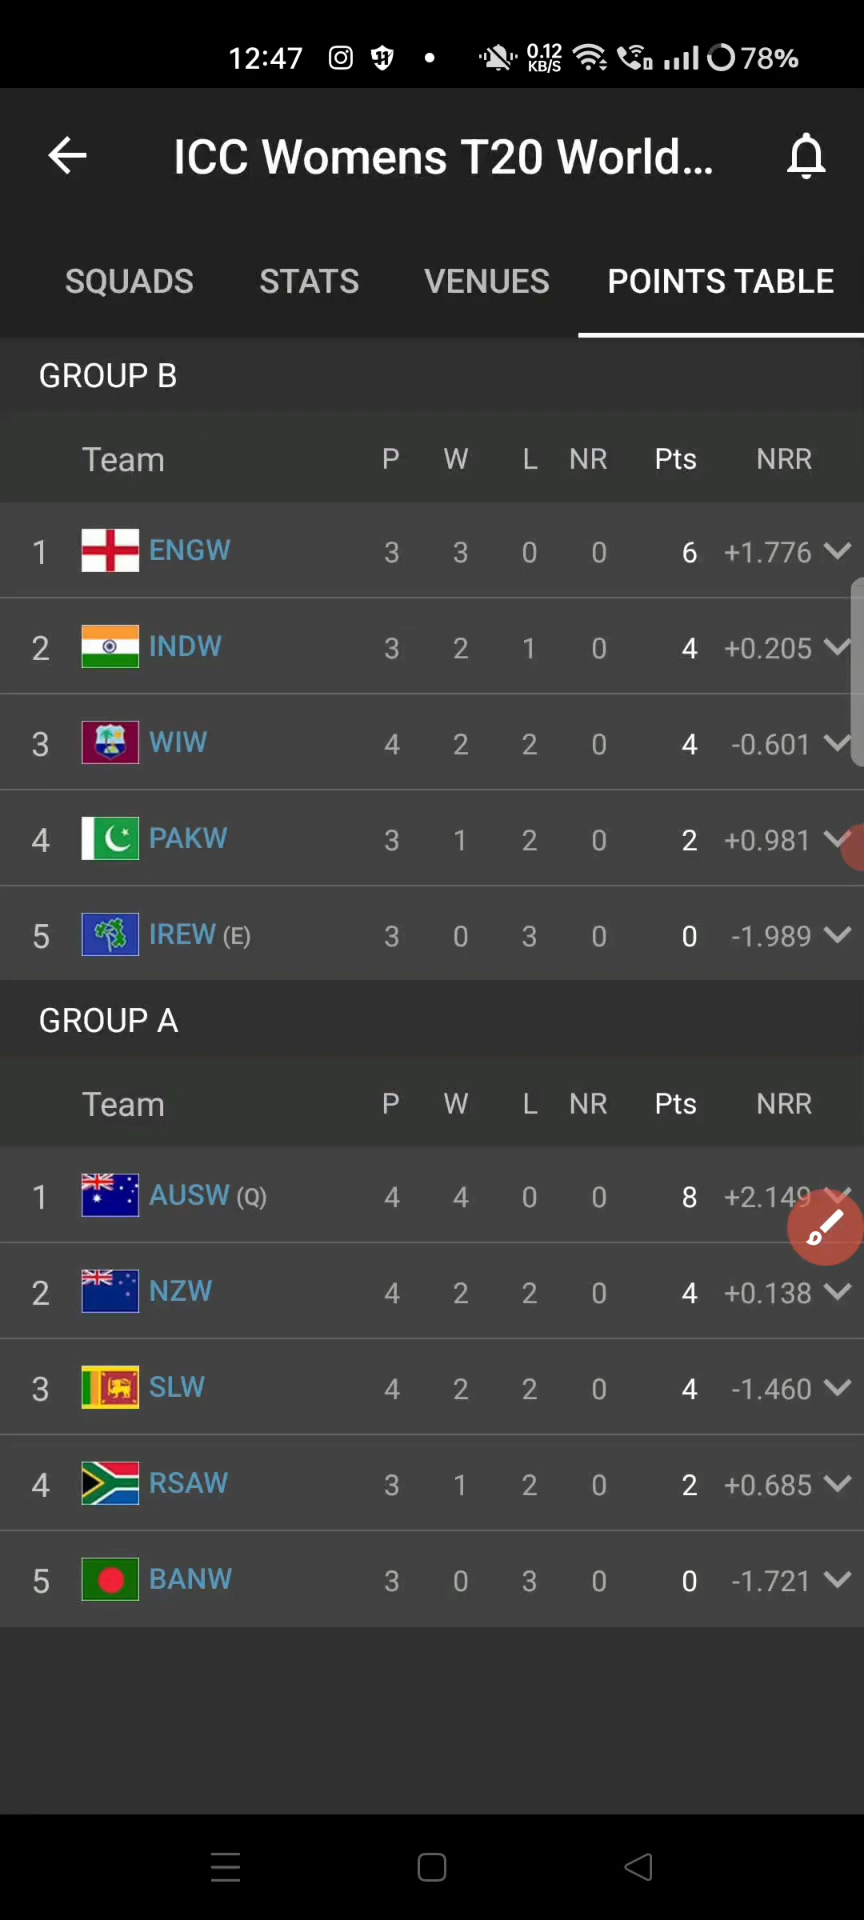 12:47 0.12 KB/S 78%
ICC Womens T20 World...
SQUADS STATS VENUES POINTS TABLE
GROUP B
Team P W L NR Pts NRR
1 ENGW 3 3 0 0 6 +1.776
2 INDW 3 2 1 0 4 +0.205
3 WIW 4 2 2 0 4 -0.601
4 PAKW 3 1 2 0 2 +0.981
5 IREW (E) 3 0 3 0 0 -1.989
GROUP A
Team P W L NR Pts NRR
1 AUSW (Q) 4 4 0 0 8 +2.149
2 NZW 4 2 2 0 4 +0.138
3 SLW 4 2 2 0 4 -1.460
4 RSAW 3 1 2 0 2 +0.685
5 BANW 3 0 3 0 0 -1.721